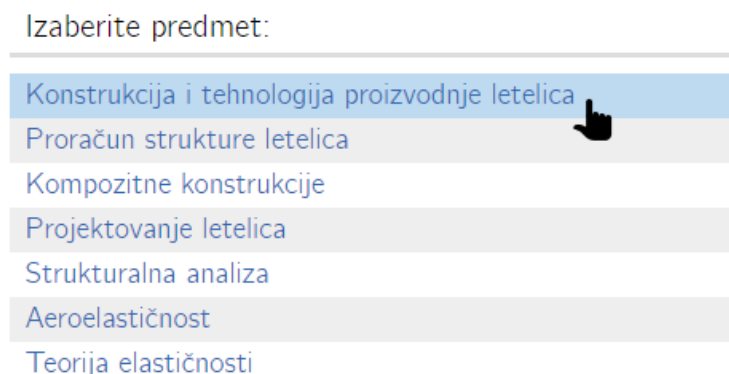 Izaberite predmet:
Konstrukcija i tehnologija proizvodnje letelica
Proračun strukture letelica
Kompozitne konstrukcije
Projektovanje letelica
Strukturalna analiza
Aeroelastičnost
Teorija elastičnosti